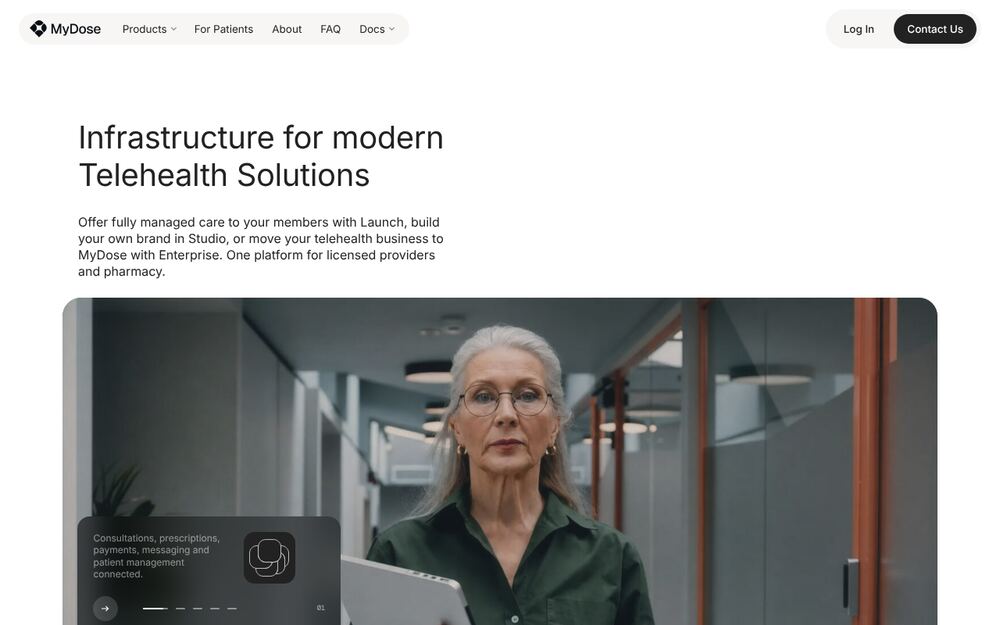 MyDose
Products
For Patients
About
FAQ
Docs
Log In
Contact Us
Infrastructure for modern
Telehealth Solutions
Offer fully managed care to your members with Launch, build
your own brand in Studio, or move your telehealth business to
MyDose with Enterprise. One platform for licensed providers
and pharmacy.
Consultations, prescriptions,
payments, messaging and
patient management
connected.
01